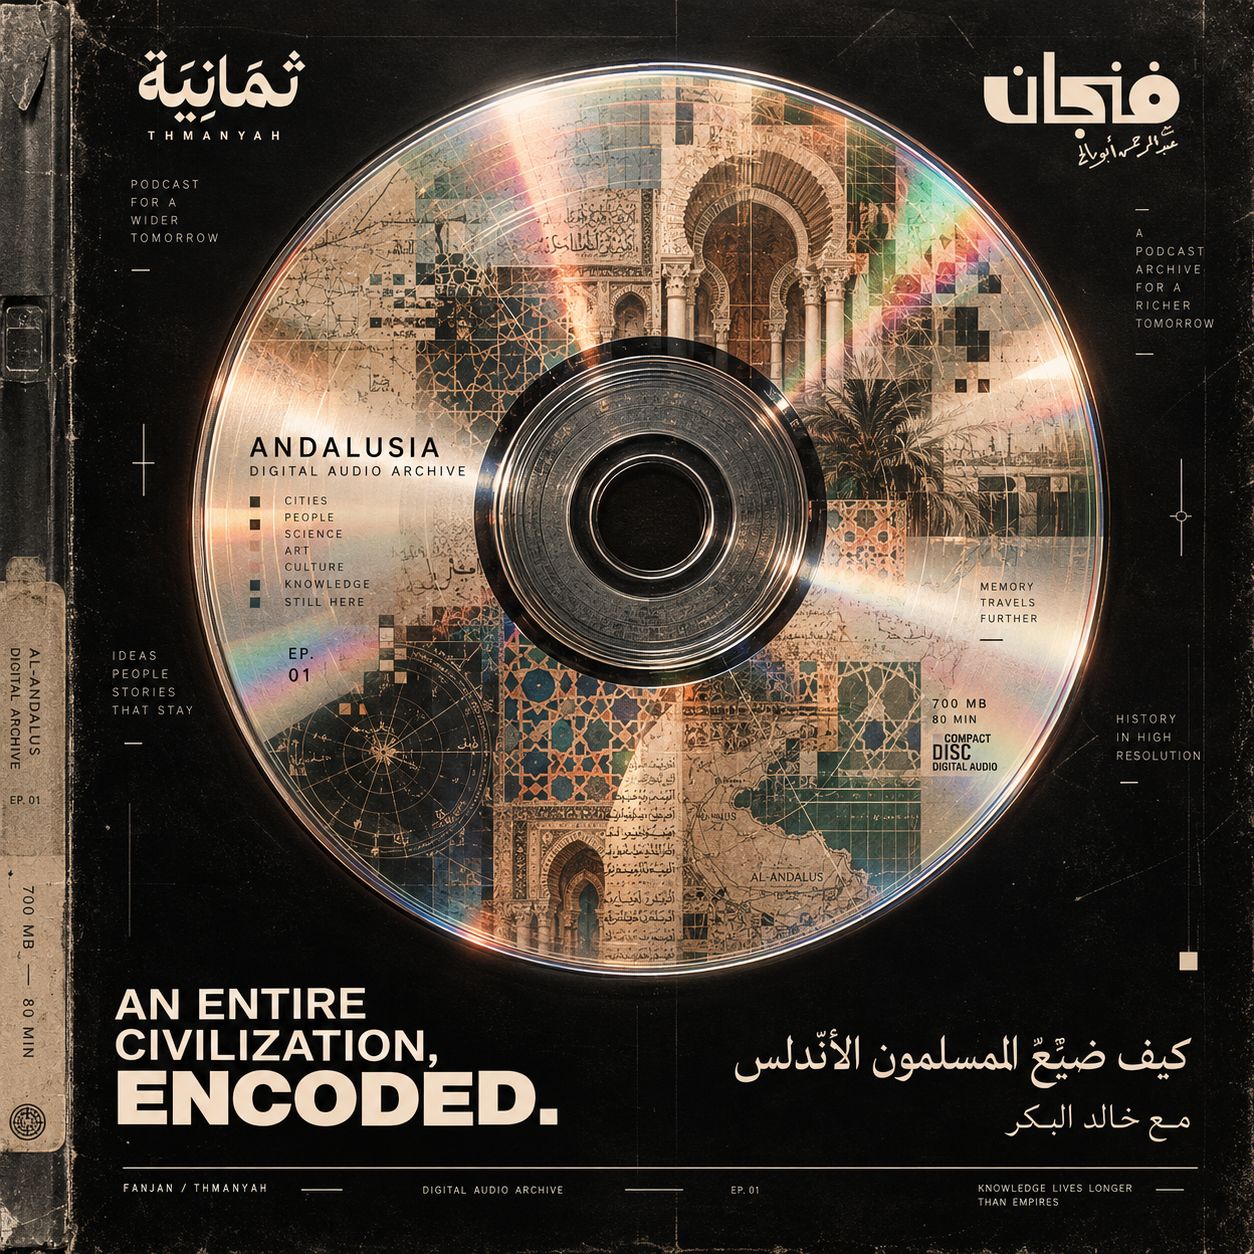 ثمَانِيَة
THMANYAH
فنجان
عبدالرحمن أبومالح
PODCAST
FOR A
WIDER
TOMORROW
A
PODCAST
ARCHIVE
FOR A
RICHER
TOMORROW
ANDALUSIA
DIGITAL AUDIO ARCHIVE
CITIES
PEOPLE
SCIENCE
ART
CULTURE
KNOWLEDGE
STILL HERE
EP.
01
MEMORY
TRAVELS
FURTHER
IDEAS
PEOPLE
STORIES
THAT STAY
700 MB
80 MIN
COMPACT
DISC
DIGITAL AUDIO
HISTORY
IN HIGH
RESOLUTION
AL-ANDALUS
AL-ANDALUS
DIGITAL ARCHIVE
EP. 01
700 MB — 80 MIN
AN ENTIRE
CIVILIZATION,
ENCODED.
كيف ضيّع المسلمون الأندلس
مع خالد البكر
FANJAN / THMANYAH
DIGITAL AUDIO ARCHIVE
EP. 01
KNOWLEDGE LIVES LONGER
THAN EMPIRES